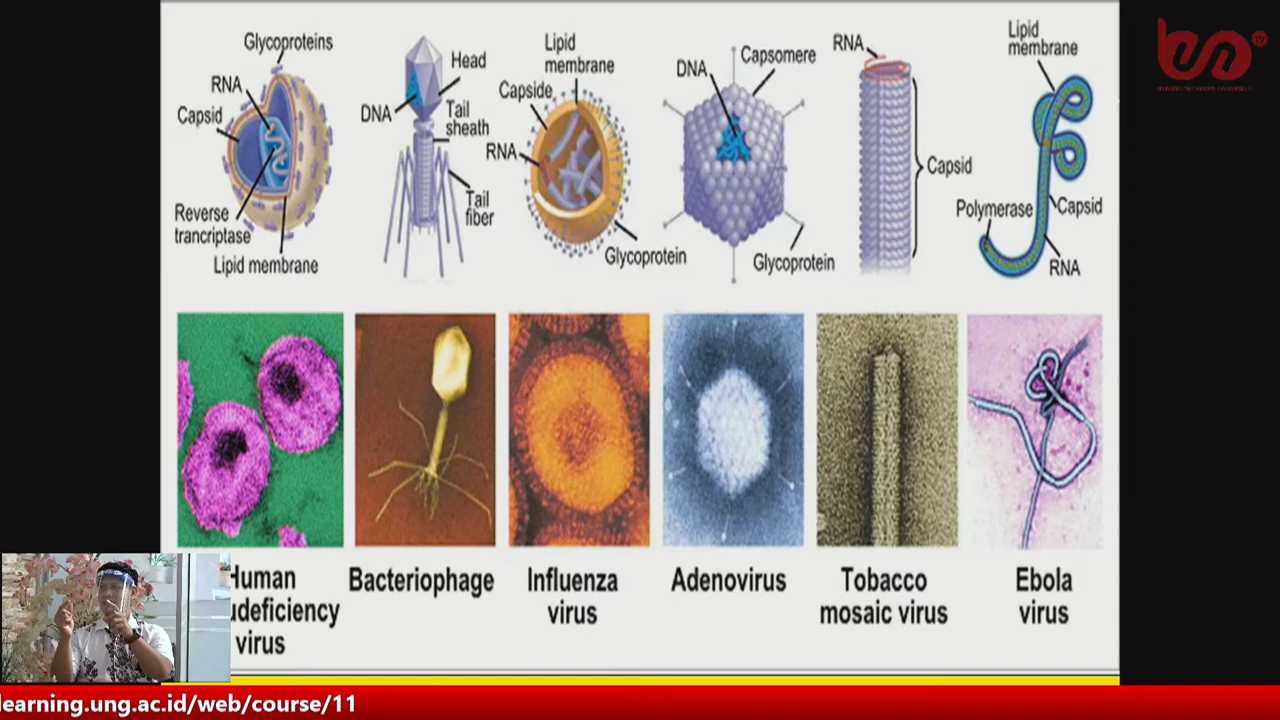 Glycoproteins
RNA
Capsid
Reverse
trancriptase
Lipid membrane
Head
DNA
Tail
sheath
Tail
fiber
Lipid
membrane
Capside
RNA
Glycoprotein
DNA
Capsomere
Glycoprotein
RNA
Capsid
Lipid
membrane
Polymerase
Capsid
RNA
Human
udeficiency
virus
Bacteriophage
Influenza
virus
Adenovirus
Tobacco
mosaic virus
Ebola
virus
TV
learning.ung.ac.id/web/course/11